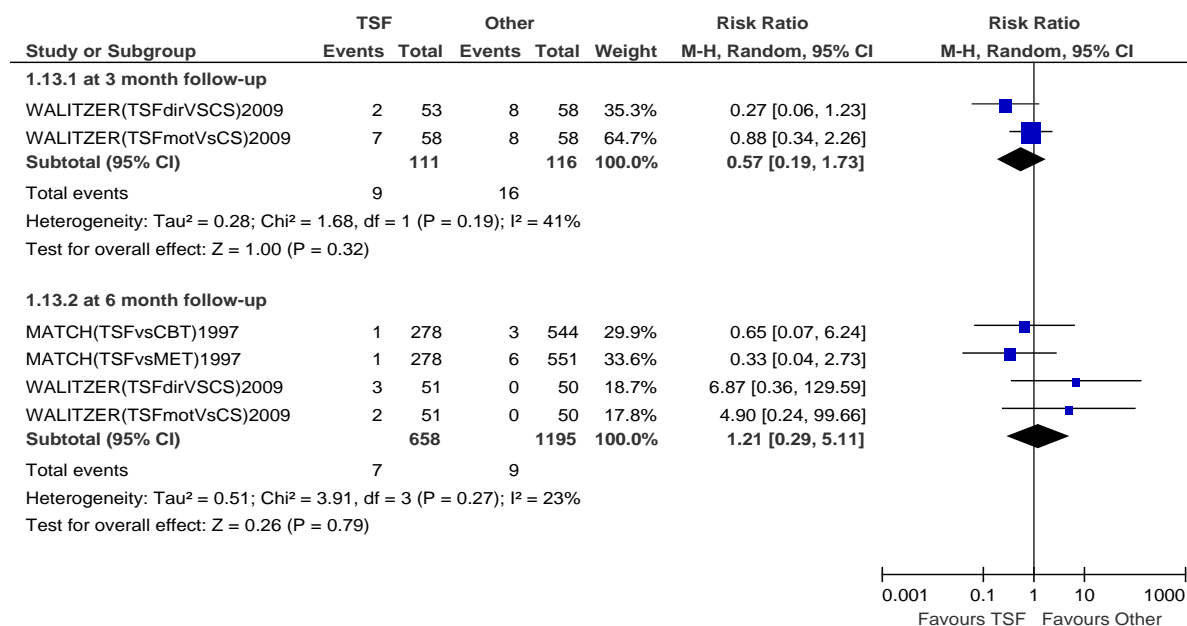 TSF Other Risk Ratio Risk Ratio
Study or Subgroup Events Total Events Total Weight M-H, Random, 95% CI M-H, Random, 95% CI
1.13.1 at 3 month follow-up
WALITZER(TSFdirVSCS)2009 2 53 8 58 35.3% 0.27 [0.06, 1.23]
WALITZER(TSFmotVsCS)2009 7 58 8 58 64.7% 0.88 [0.34, 2.26]
Subtotal (95% CI) 111 116 100.0% 0.57 [0.19, 1.73]
Total events 9 16
Heterogeneity: Tau² = 0.28; Chi² = 1.68, df = 1 (P = 0.19); I² = 41%
Test for overall effect: Z = 1.00 (P = 0.32)
1.13.2 at 6 month follow-up
MATCH(TSFvsCBT)1997 1 278 3 544 29.9% 0.65 [0.07, 6.24]
MATCH(TSFvsMET)1997 1 278 6 551 33.6% 0.33 [0.04, 2.73]
WALITZER(TSFdirVSCS)2009 3 51 0 50 18.7% 6.87 [0.36, 129.59]
WALITZER(TSFmotVsCS)2009 2 51 0 50 17.8% 4.90 [0.24, 99.66]
Subtotal (95% CI) 658 1195 100.0% 1.21 [0.29, 5.11]
Total events 7 9
Heterogeneity: Tau² = 0.51; Chi² = 3.91, df = 3 (P = 0.27); I² = 23%
Test for overall effect: Z = 0.26 (P = 0.79)
0.001 0.1 1 10 1000
Favours TSF Favours Other